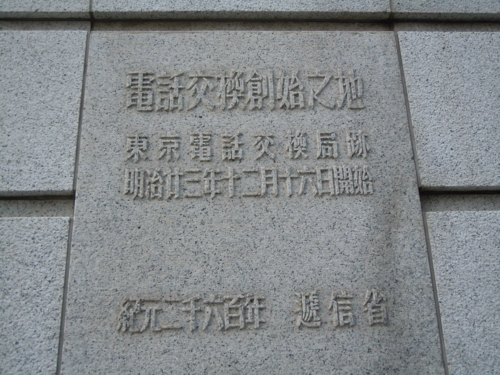 電話交換創始之地
東京電話交換局跡
明治廿三年十二月十六日開始
紀元二千六百年 逓信省